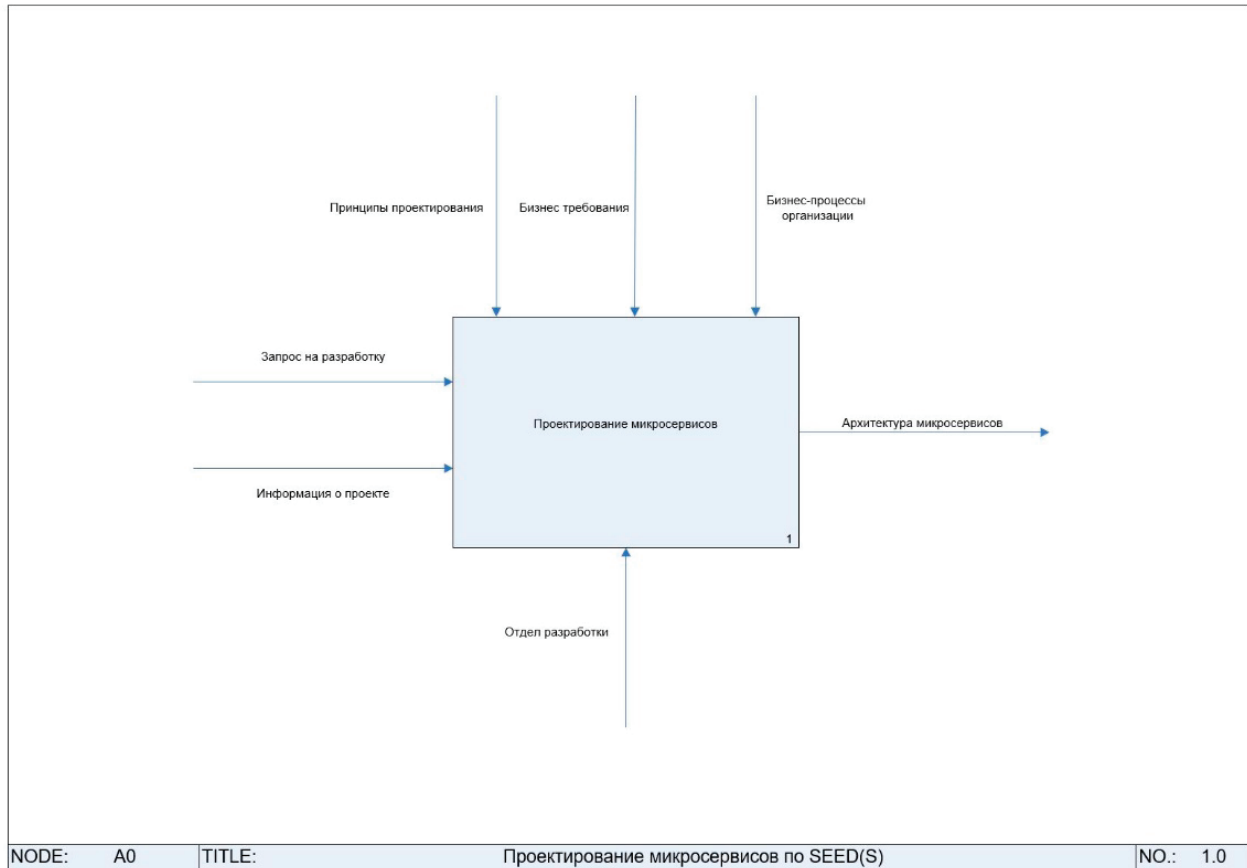 Принципы проектирования
Бизнес требования
Бизнес-процессы
организации
Запрос на разработку
Проектирование микросервисов
Архитектура микросервисов
Информация о проекте
1
Отдел разработки
NODE: A0 TITLE: Проектирование микросервисов по SEED(S) NO.: 1.0